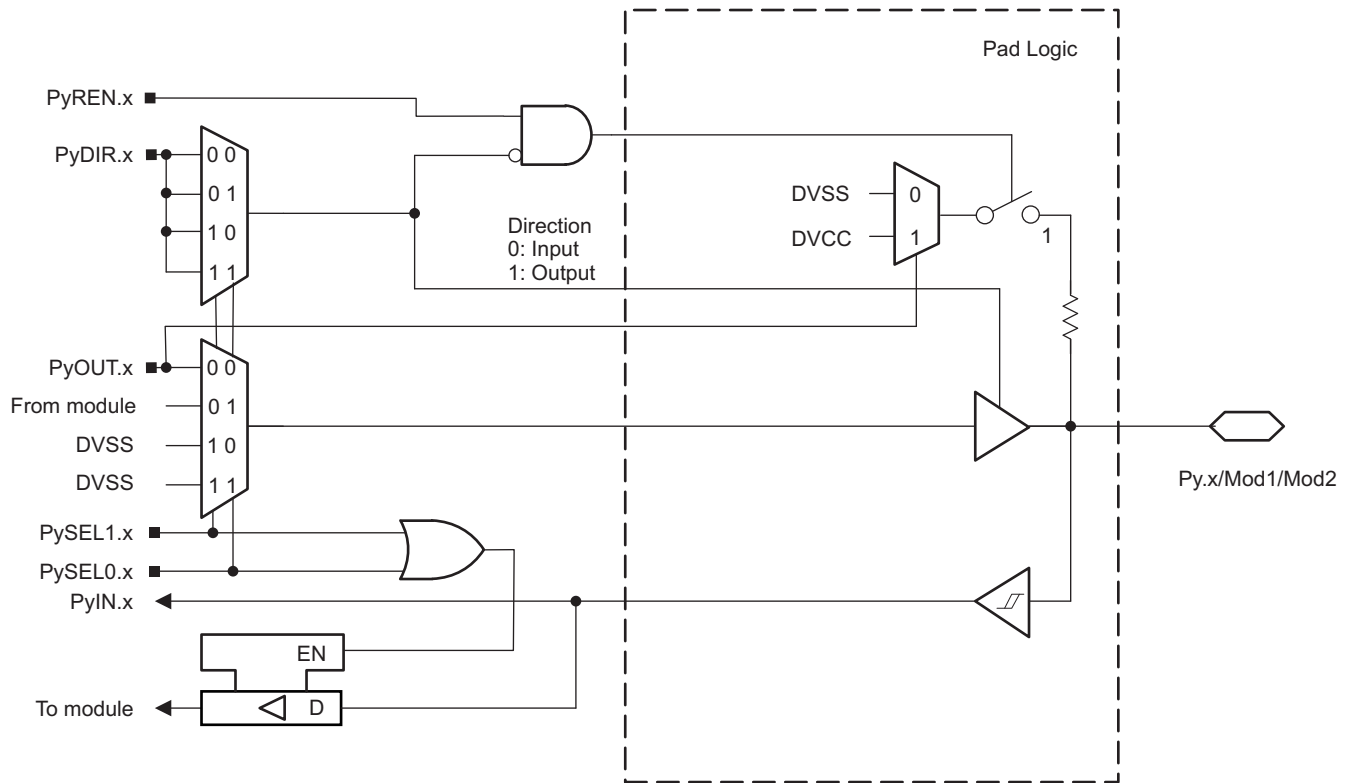 Pad Logic
PyREN.x
PyDIR.x
0 0
0 1
1 0
1 1
Direction
0: Input
1: Output
DVSS
0
DVCC
1
1
PyOUT.x
0 0
From module
0 1
DVSS
1 0
DVSS
1 1
Py.x/Mod1/Mod2
PySEL1.x
PySEL0.x
PyIN.x
EN
To module
D